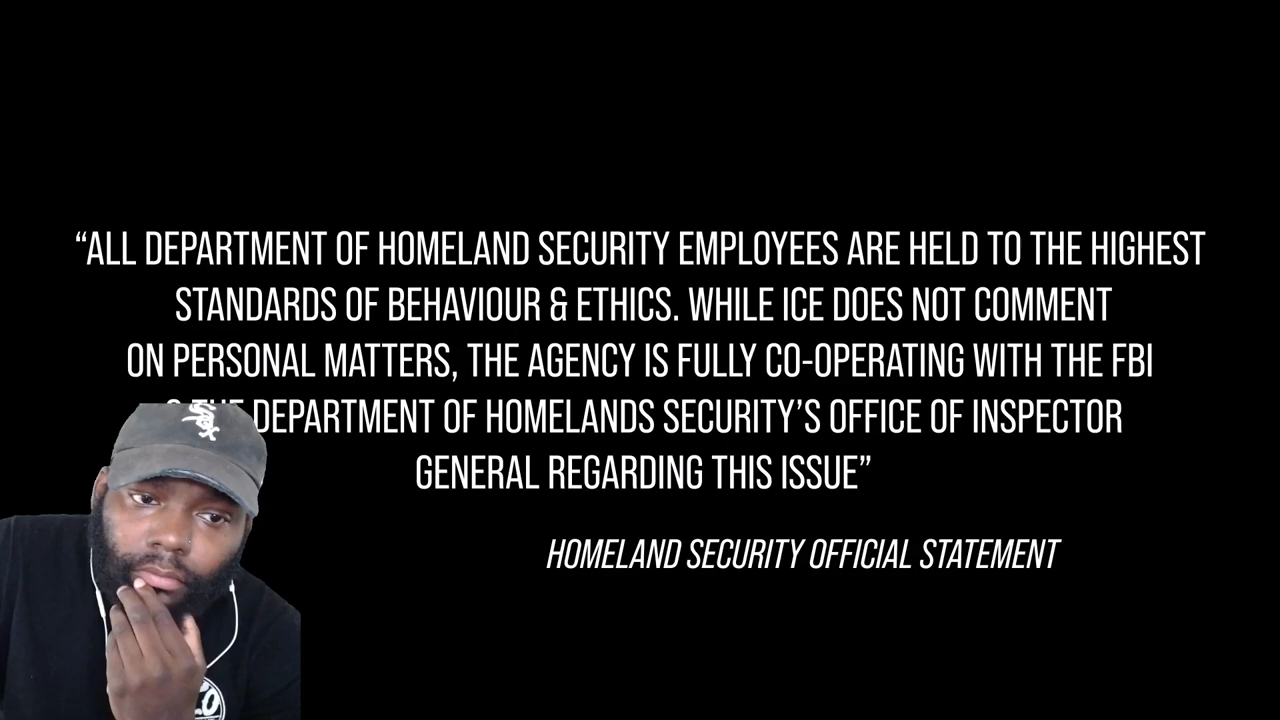 “ALL DEPARTMENT OF HOMELAND SECURITY EMPLOYEES ARE HELD TO THE HIGHEST
STANDARDS OF BEHAVIOUR & ETHICS. WHILE ICE DOES NOT COMMENT
ON PERSONAL MATTERS, THE AGENCY IS FULLY CO-OPERATING WITH THE FBI
& THE DEPARTMENT OF HOMELANDS SECURITY’S OFFICE OF INSPECTOR
GENERAL REGARDING THIS ISSUE”
HOMELAND SECURITY OFFICIAL STATEMENT
SOX